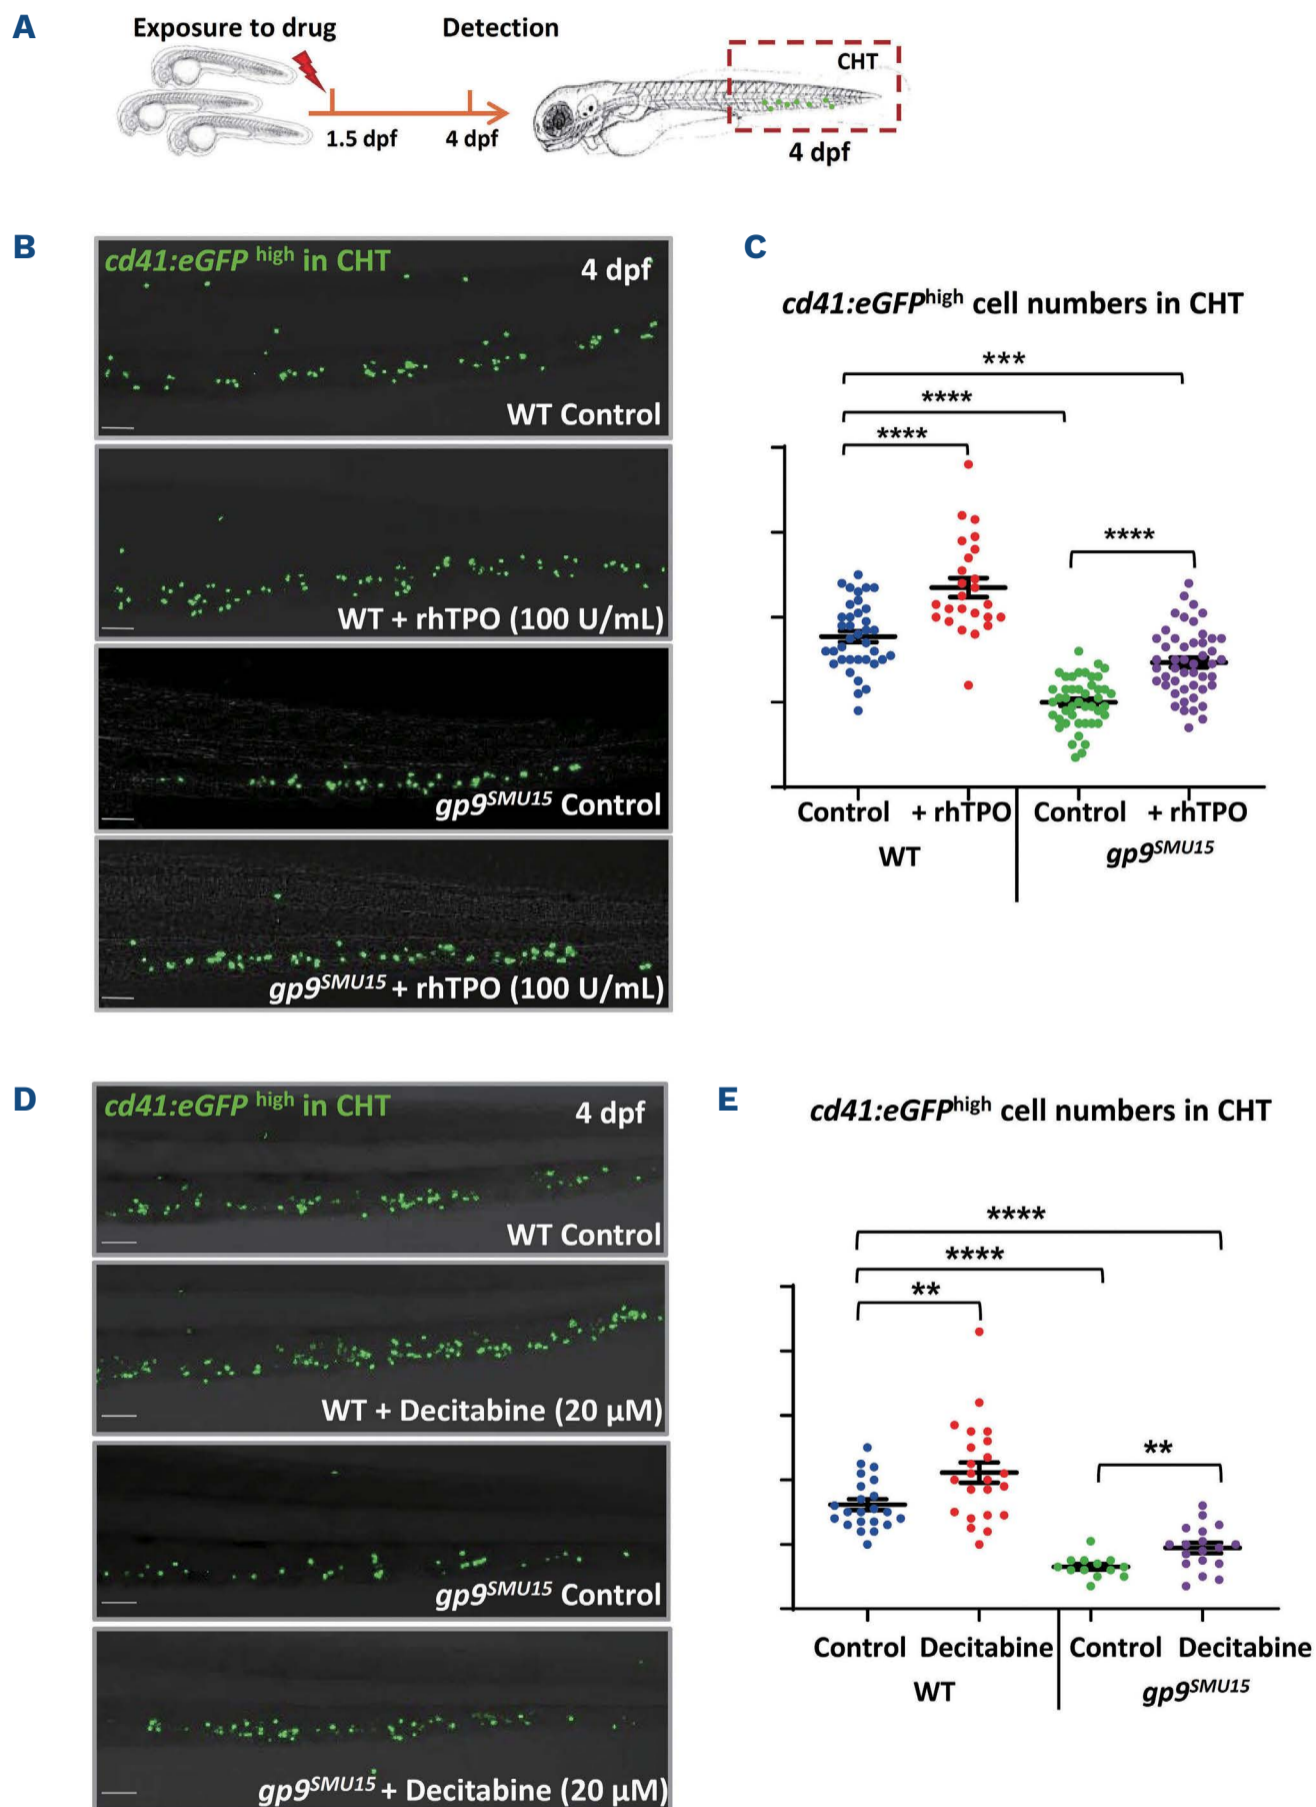 A
Exposure to drug
Detection
CHT
1.5 dpf
4 dpf
4 dpf
B
cd41:eGFP high in CHT
4 dpf
WT Control
WT + rhTPO (100 U/mL)
gp9SMU15 Control
gp9SMU15 + rhTPO (100 U/mL)
C
cd41:eGFPhigh cell numbers in CHT
***
****
****
****
Control
+ rhTPO
Control
+ rhTPO
WT
gp9SMU15
D
cd41:eGFP high in CHT
4 dpf
WT Control
WT + Decitabine (20 µM)
gp9SMU15 Control
gp9SMU15 + Decitabine (20 µM)
E
cd41:eGFPhigh cell numbers in CHT
****
****
**
**
Control
Decitabine
Control
Decitabine
WT
gp9SMU15